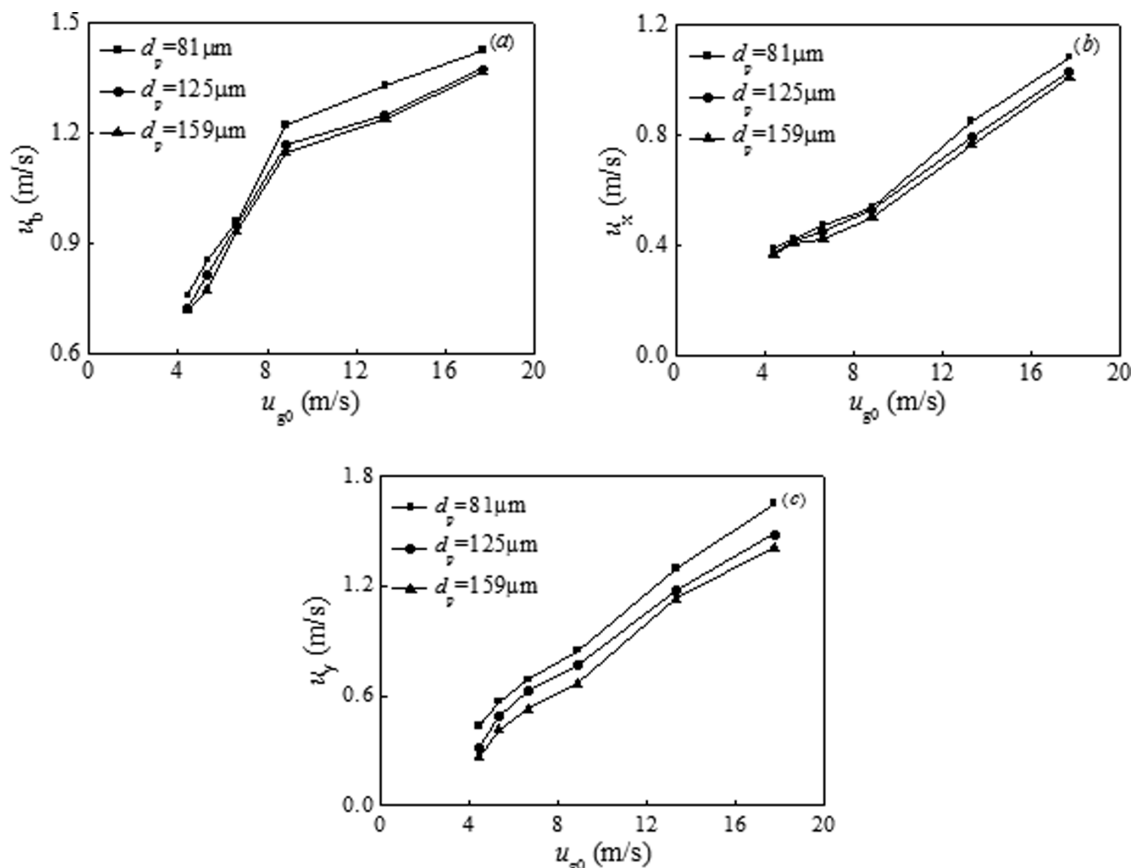 1.5
1.2
0.9
0.6
u_b (m/s)
(a)
d_p=81μm
d_p=125μm
d_p=159μm
0 4 8 12 16 20
u_g0 (m/s)
1.2
0.8
0.4
0.0
u_x (m/s)
(b)
d_p=81μm
d_p=125μm
d_p=159μm
0 4 8 12 16 20
u_g0 (m/s)
1.8
1.2
0.6
0.0
u_y (m/s)
(c)
d_p=81μm
d_p=125μm
d_p=159μm
0 4 8 12 16 20
u_g0 (m/s)